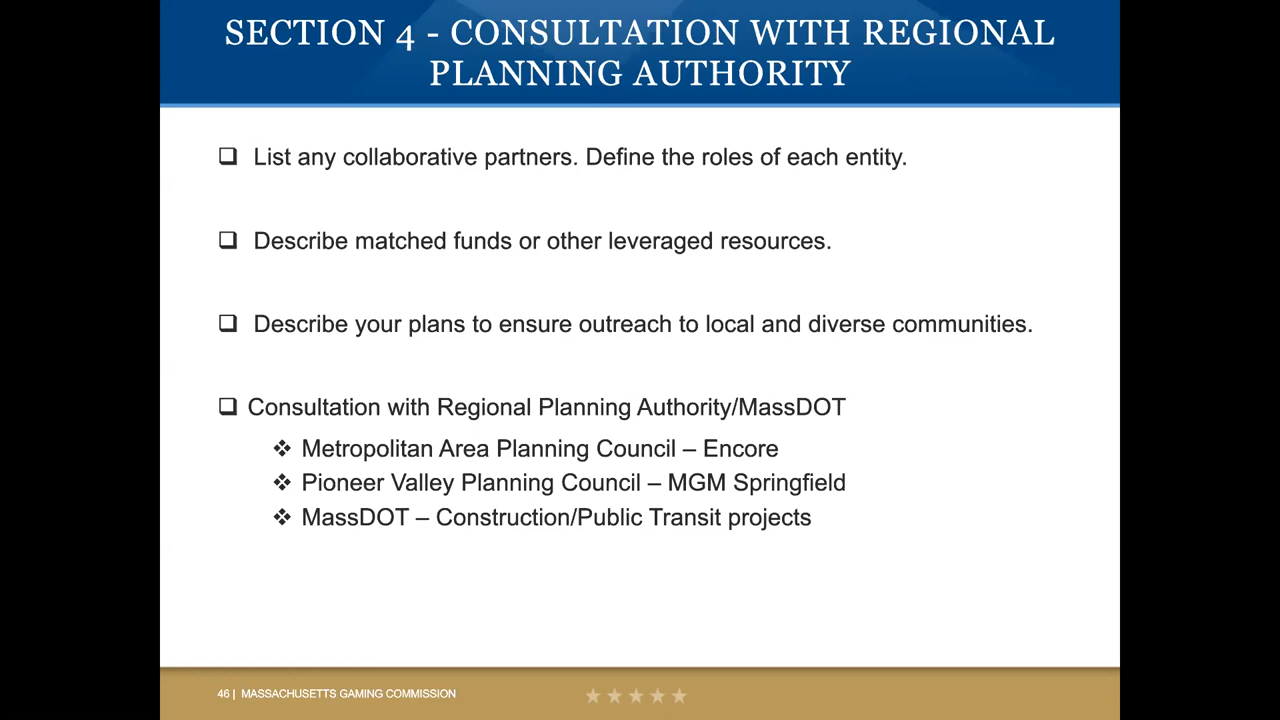 SECTION 4 - CONSULTATION WITH REGIONAL
PLANNING AUTHORITY
List any collaborative partners. Define the roles of each entity.
Describe matched funds or other leveraged resources.
Describe your plans to ensure outreach to local and diverse communities.
Consultation with Regional Planning Authority/MassDOT
Metropolitan Area Planning Council – Encore
Pioneer Valley Planning Council – MGM Springfield
MassDOT – Construction/Public Transit projects
46 | MASSACHUSETTS GAMING COMMISSION